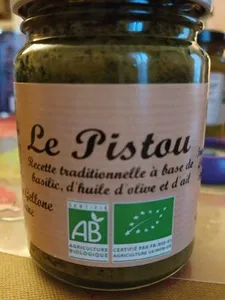 Le Pistou
Recette traditionnelle à base de
basilic, d'huile d'olive et d'ail
CERTIFIÉ
AB
AGRICULTURE
BIOLOGIQUE
CERTIFIÉ PAR FR-BIO
AGRICULTURE